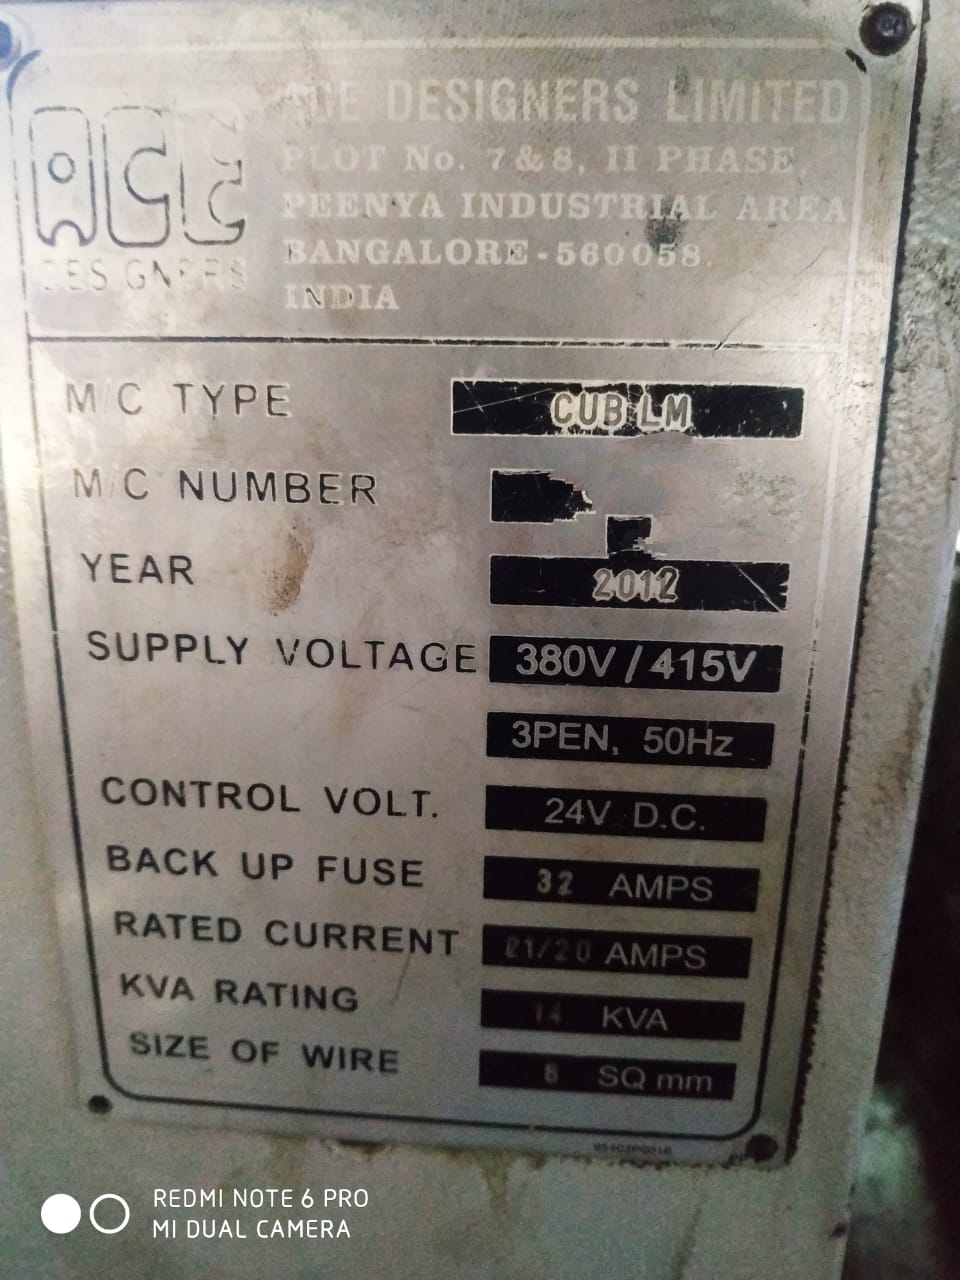 ACE
DESIGNERS
ACE DESIGNERS LIMITED
PLOT No. 7 & 8, II PHASE,
PEENYA INDUSTRIAL AREA
BANGALORE - 560058.
INDIA
M/C TYPE CUB LM
M/C NUMBER
YEAR 2012
SUPPLY VOLTAGE 380V / 415V
3PEN, 50Hz
CONTROL VOLT. 24V D.C.
BACK UP FUSE 32 AMPS
RATED CURRENT 21/20 AMPS
KVA RATING 14 KVA
SIZE OF WIRE SQ mm
REDMI NOTE 6 PRO
MI DUAL CAMERA